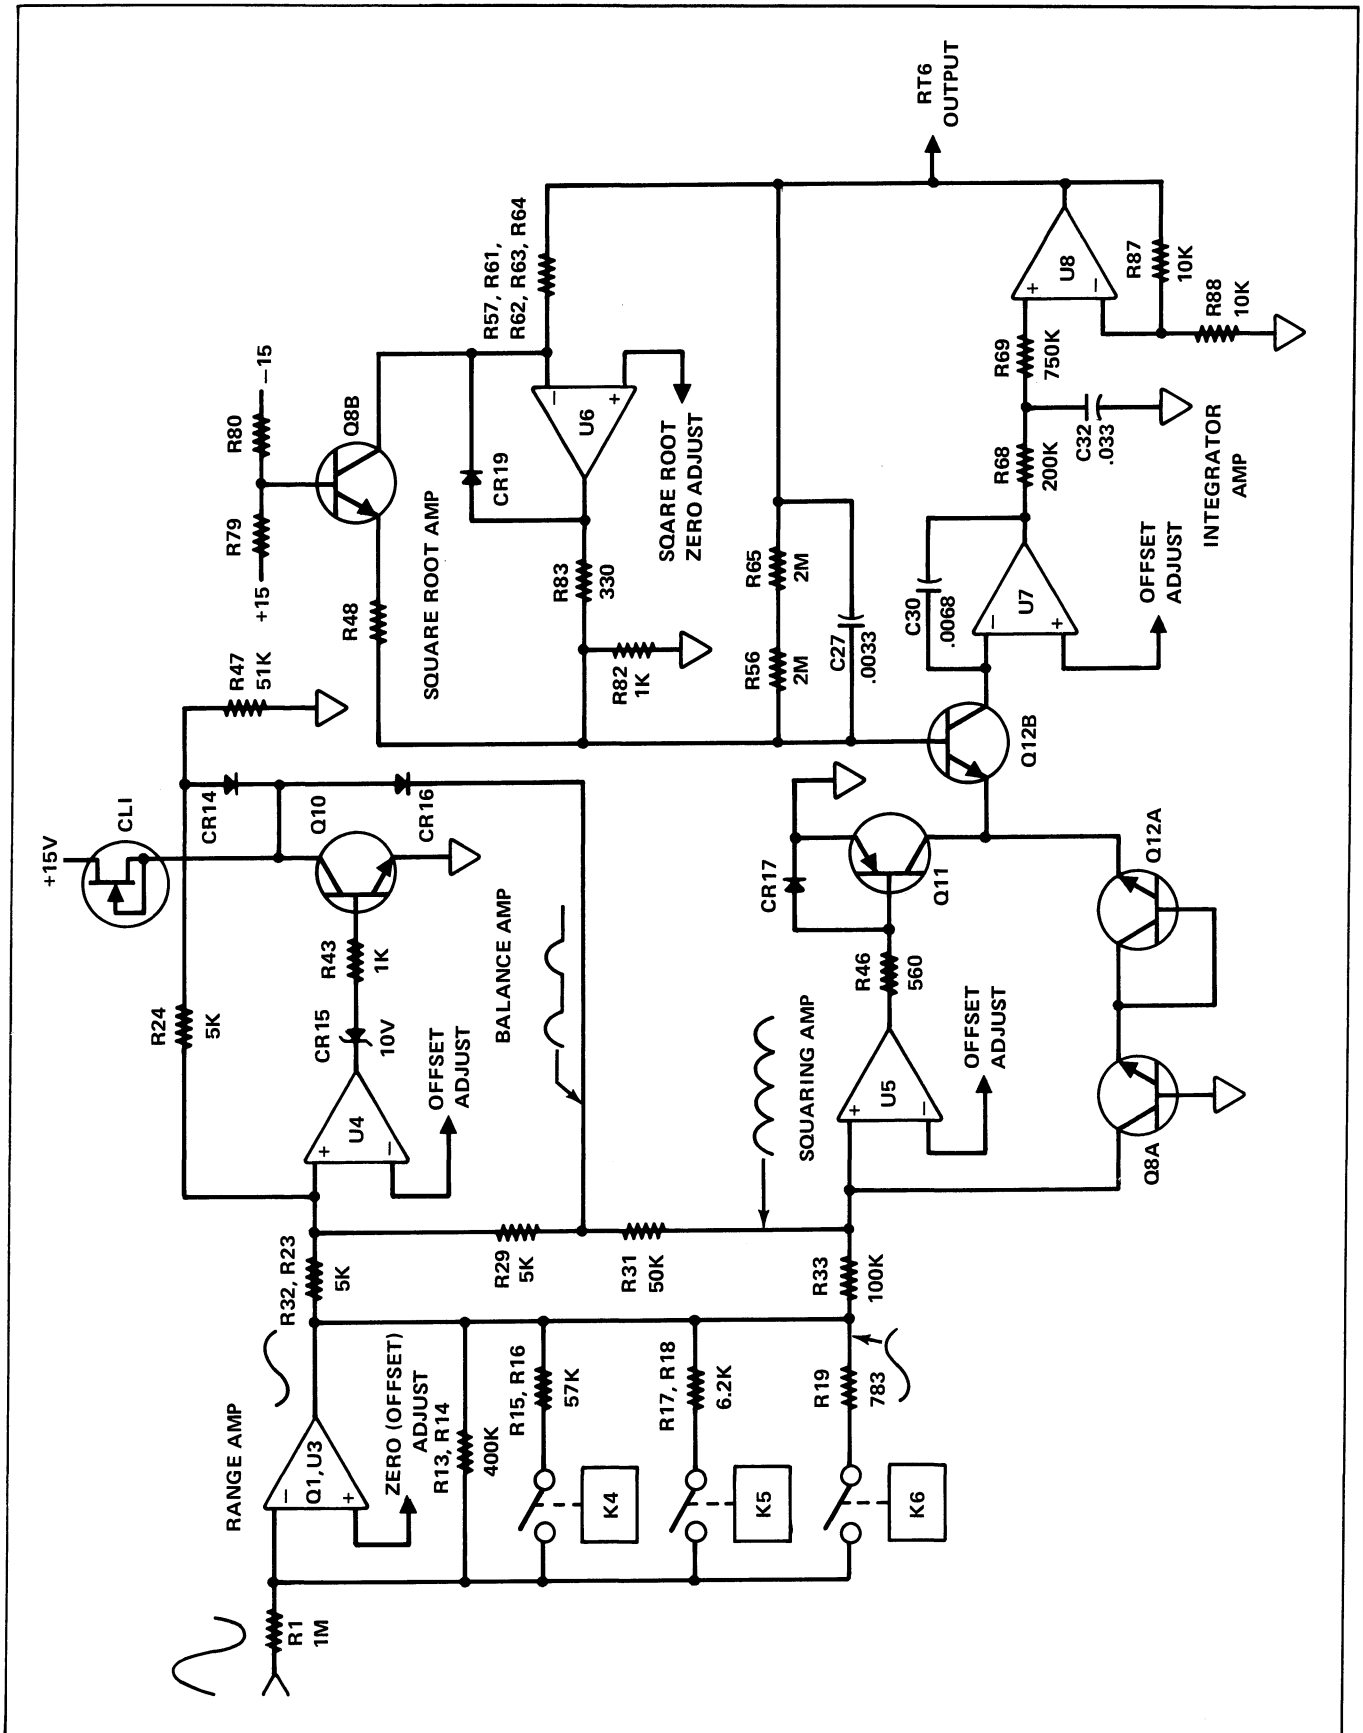 RANGE AMP
R1
1M
Q1, U3
−
+
ZERO (OFFSET)
ADJUST
R13, R14
400K
R15, R16
57K
K4
R17, R18
6.2K
K5
R19
783
K6
R32, R23
5K
R29
5K
R31
50K
R33
100K
R24
5K
U4
+
−
OFFSET
ADJUST
CR15
10V
R43
1K
BALANCE AMP
+15V
CLI
CR14
Q10
CR16
R47
51K
SQUARING AMP
U5
+
−
OFFSET
ADJUST
R46
560
CR17
Q11
Q8A
Q12A
Q12B
R48
+15
R79
R80
−15
Q8B
SQUARE ROOT AMP
CR19
R57, R61,
R62, R63, R64
U6
−
+
SQARE ROOT
ZERO ADJUST
R83
330
R82
1K
R56
2M
R65
2M
C27
.0033
C30
.0068
U7
−
+
OFFSET
ADJUST
INTEGRATOR
AMP
R68
200K
C32
.033
R69
750K
U8
+
−
R87
10K
R88
10K
RT6
OUTPUT